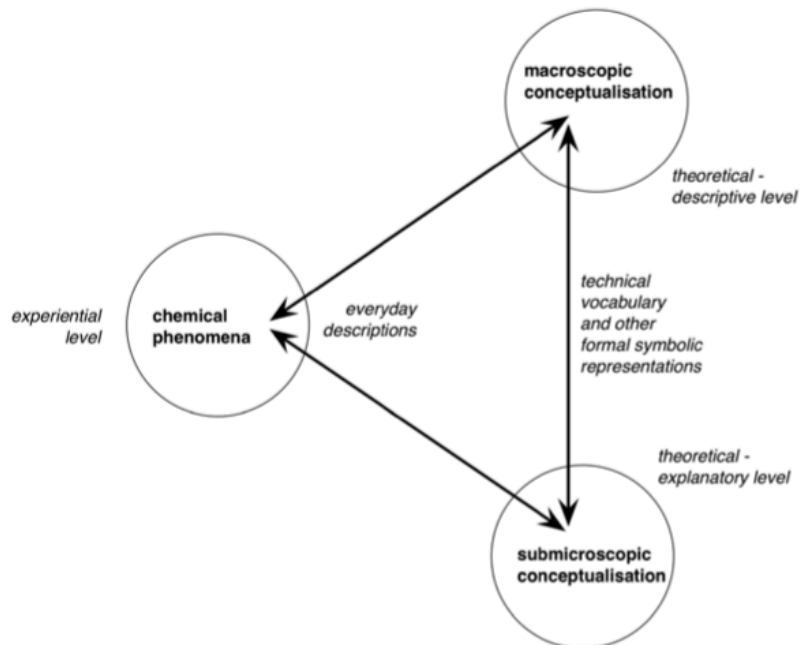 macroscopic
conceptualisation
theoretical -
descriptive level
technical
vocabulary
and other
formal symbolic
representations
experiential
level
chemical
phenomena
everyday
descriptions
theoretical -
explanatory level
submicroscopic
conceptualisation